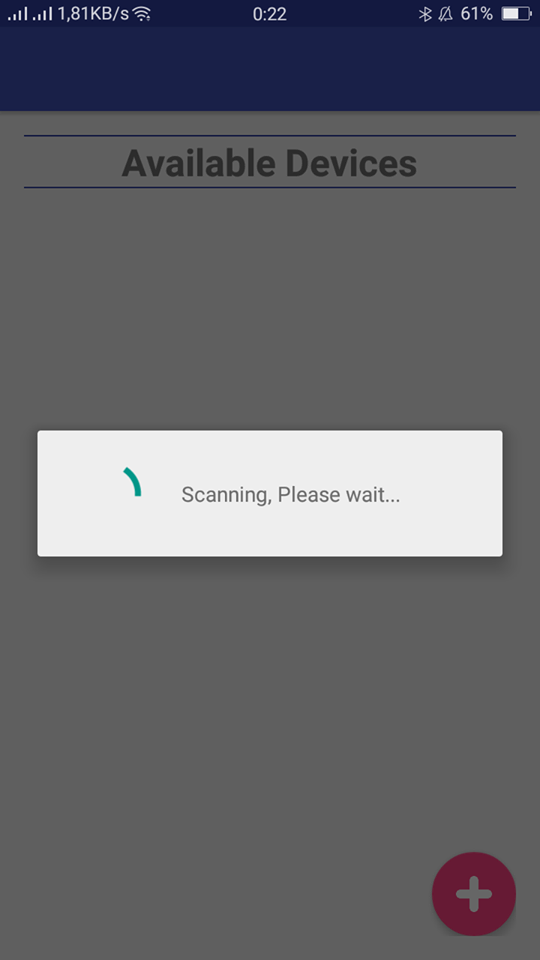 1,81KB/s 0:22 61%
Available Devices
Scanning, Please wait...